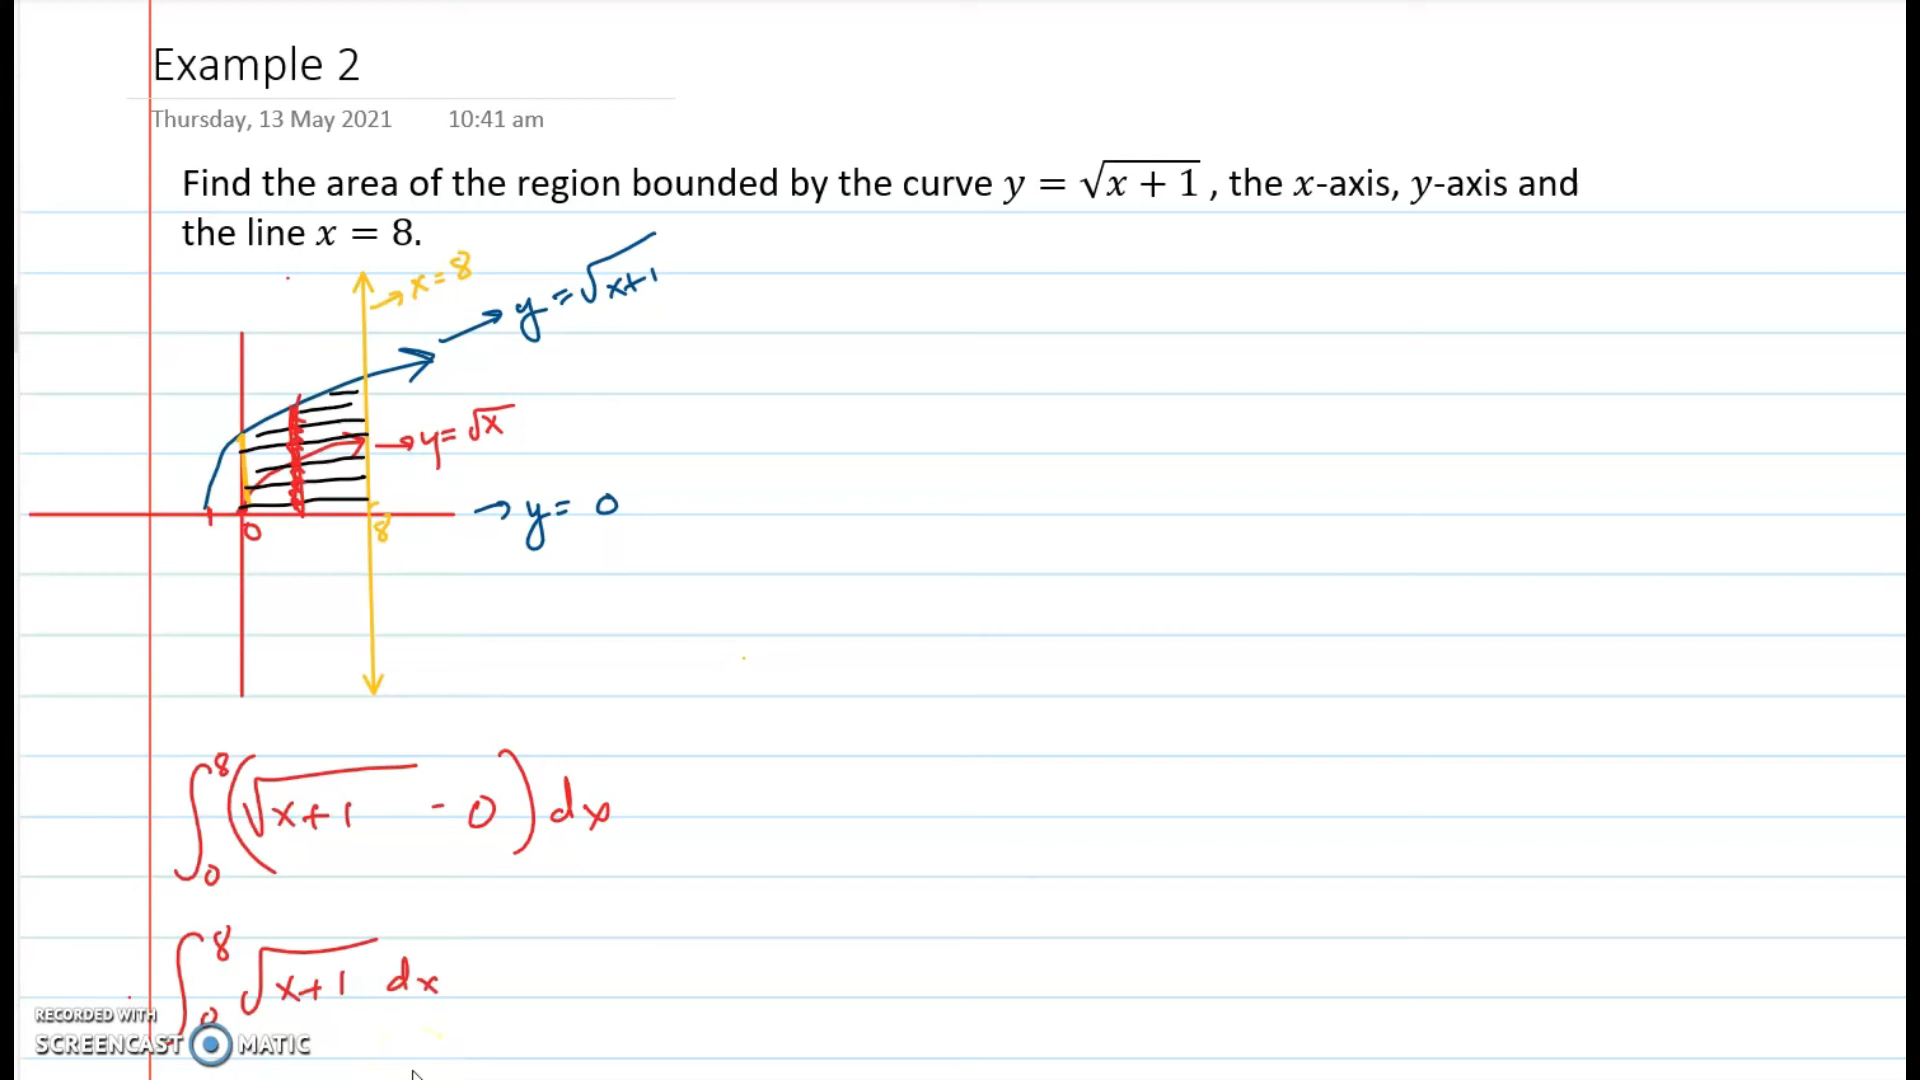 Example 2
Thursday, 13 May 2021 10:41 am
Find the area of the region bounded by the curve y = √(x + 1) , the x-axis, y-axis and
the line x = 8.
x = 8
y = √(x+1)
y = √x
y = 0
0
8
∫₀⁸ (√(x+1) - 0) dx
∫₀⁸ √(x+1) dx
RECORDED WITH
SCREENCAST MATIC